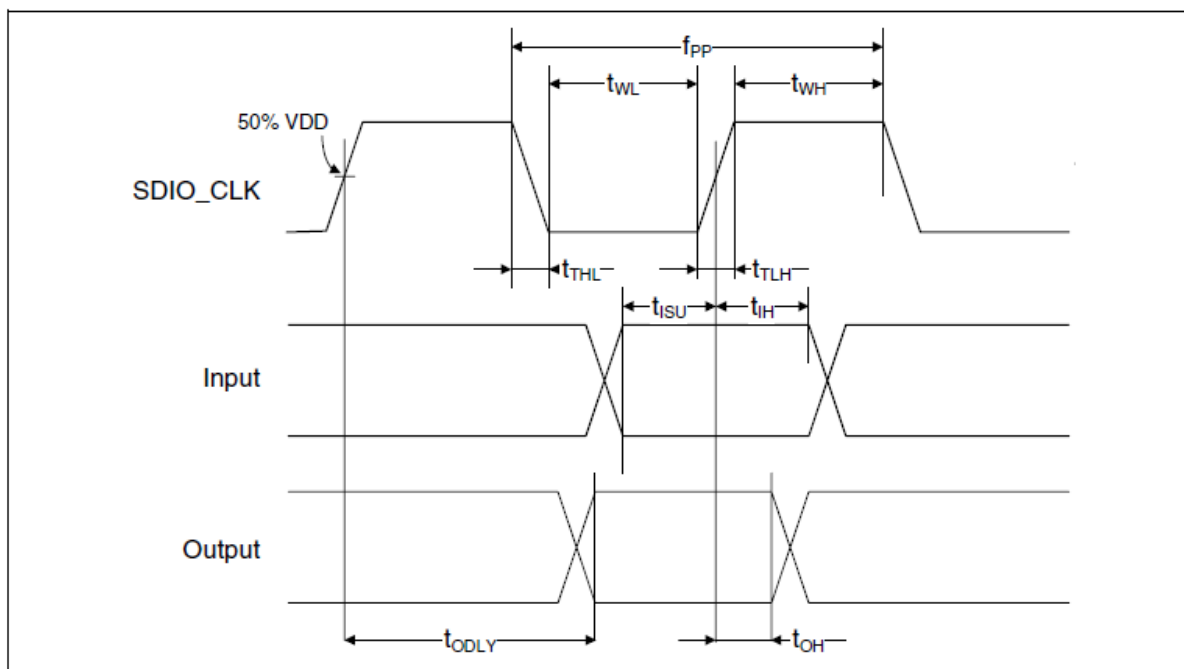 fPP
tWL
tWH
50% VDD
SDIO_CLK
tTHL
tTLH
tISU
tIH
Input
Output
tODLY
tOH